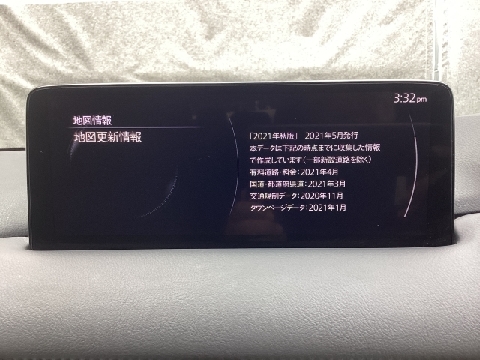 3:32pm
地図情報
地図更新情報
[2021年秋版] 2021年5月発行
本データは下記の時点までに収集した情報
で作成しています(一部新設道路を除く)
有料道路・料金:2021年4月
国道・都道府県道:2021年3月
交通規制データ:2020年11月
タウンページデータ:2021年1月